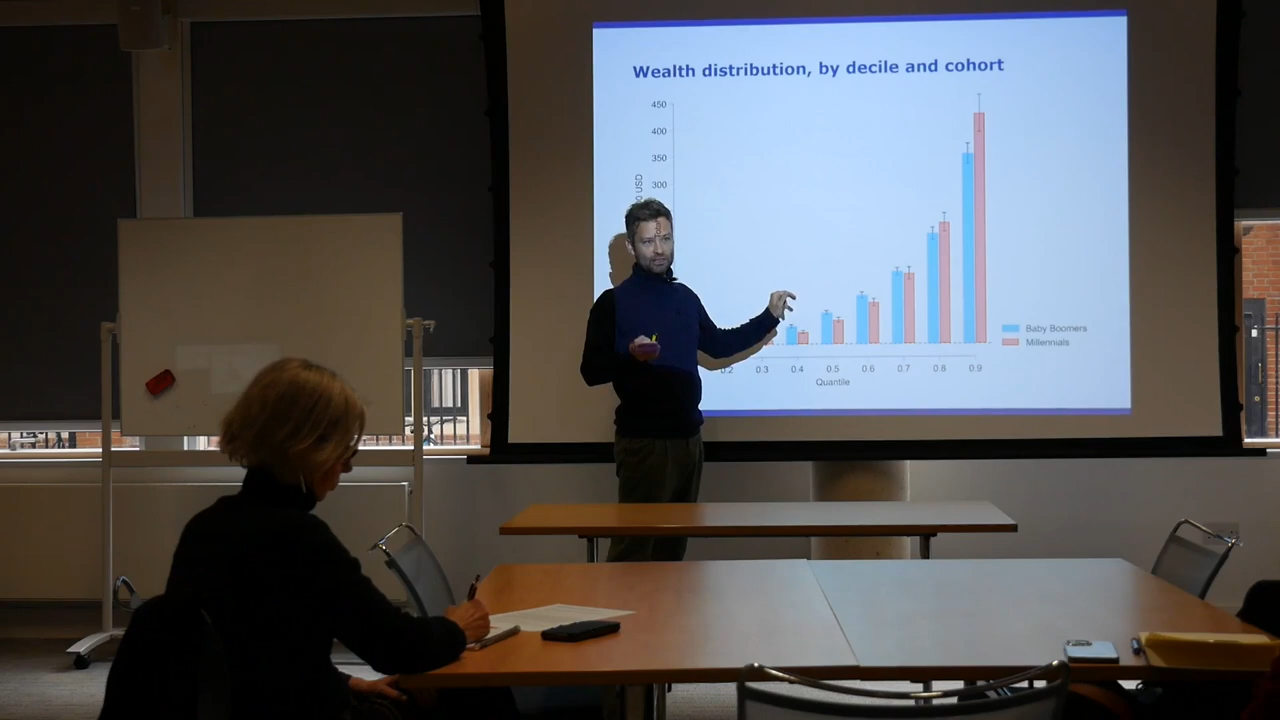 Wealth distribution, by decile and cohort
450
400
350
300
USD
0.2 0.3 0.4 0.5 0.6 0.7 0.8 0.9
Quantile
Baby Boomers
Millennials